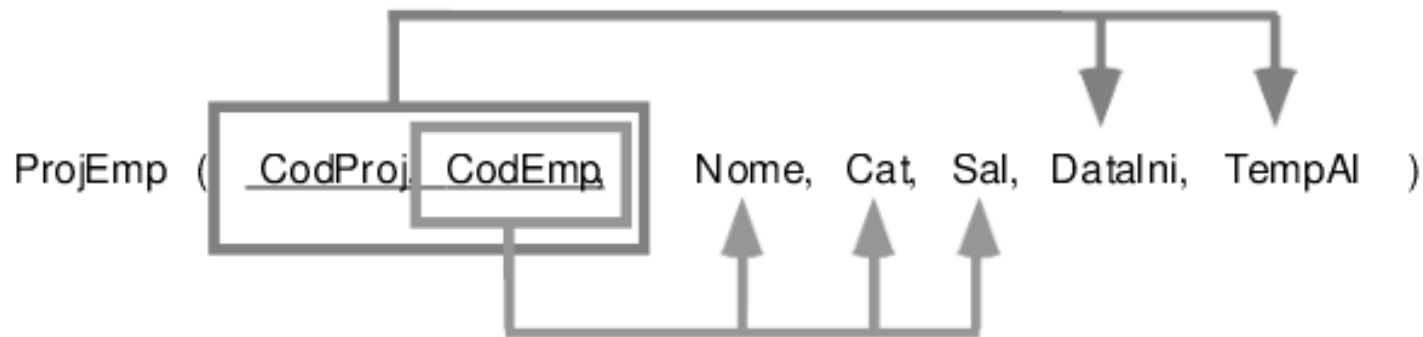 ProjEmp ( CodProj, CodEmp, Nome, Cat, Sal, DataIni, TempAl )